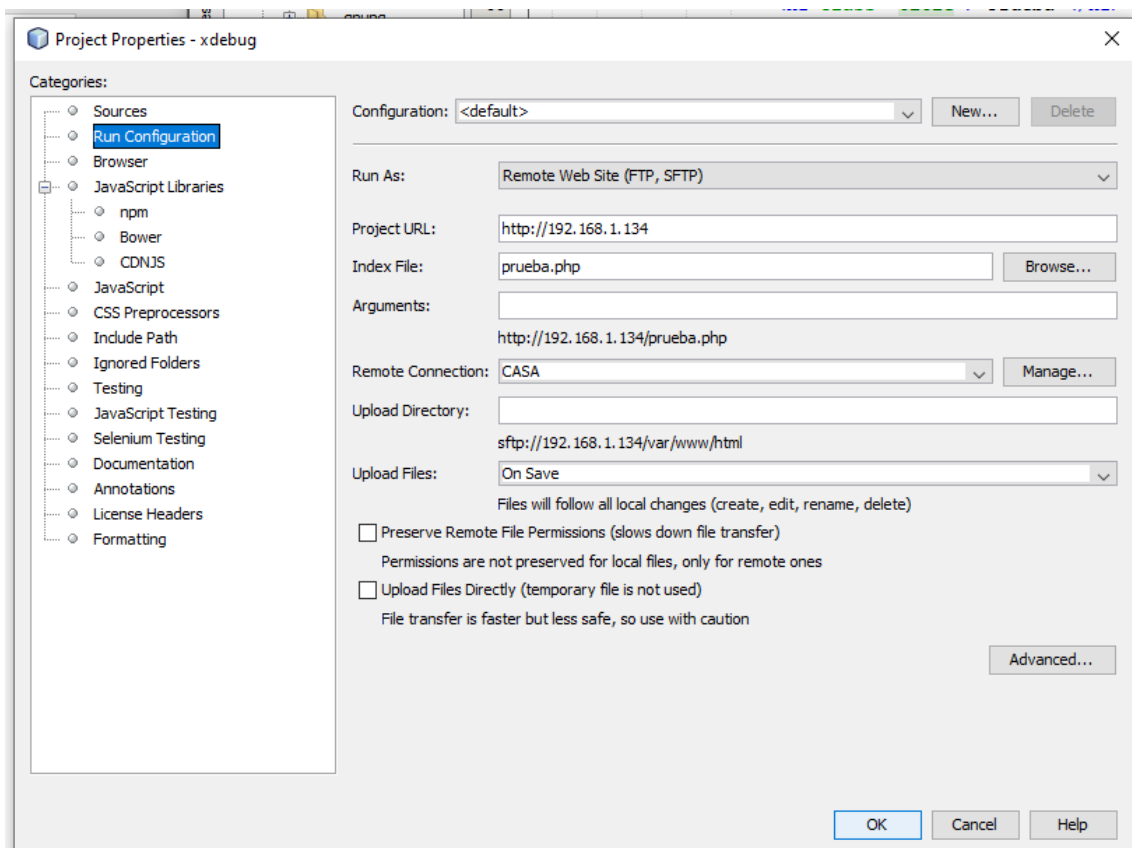 Project Properties - xdebug
Categories:
Sources
Run Configuration
Browser
JavaScript Libraries
npm
Bower
CDNJS
JavaScript
CSS Preprocessors
Include Path
Ignored Folders
Testing
JavaScript Testing
Selenium Testing
Documentation
Annotations
License Headers
Formatting
Configuration: <default> New... Delete
Run As: Remote Web Site (FTP, SFTP)
Project URL: http://192.168.1.134
Index File: prueba.php Browse...
Arguments:
http://192.168.1.134/prueba.php
Remote Connection: CASA Manage...
Upload Directory:
sftp://192.168.1.134/var/www/html
Upload Files: On Save
Files will follow all local changes (create, edit, rename, delete)
Preserve Remote File Permissions (slows down file transfer)
Permissions are not preserved for local files, only for remote ones
Upload Files Directly (temporary file is not used)
File transfer is faster but less safe, so use with caution
Advanced...
OK Cancel Help